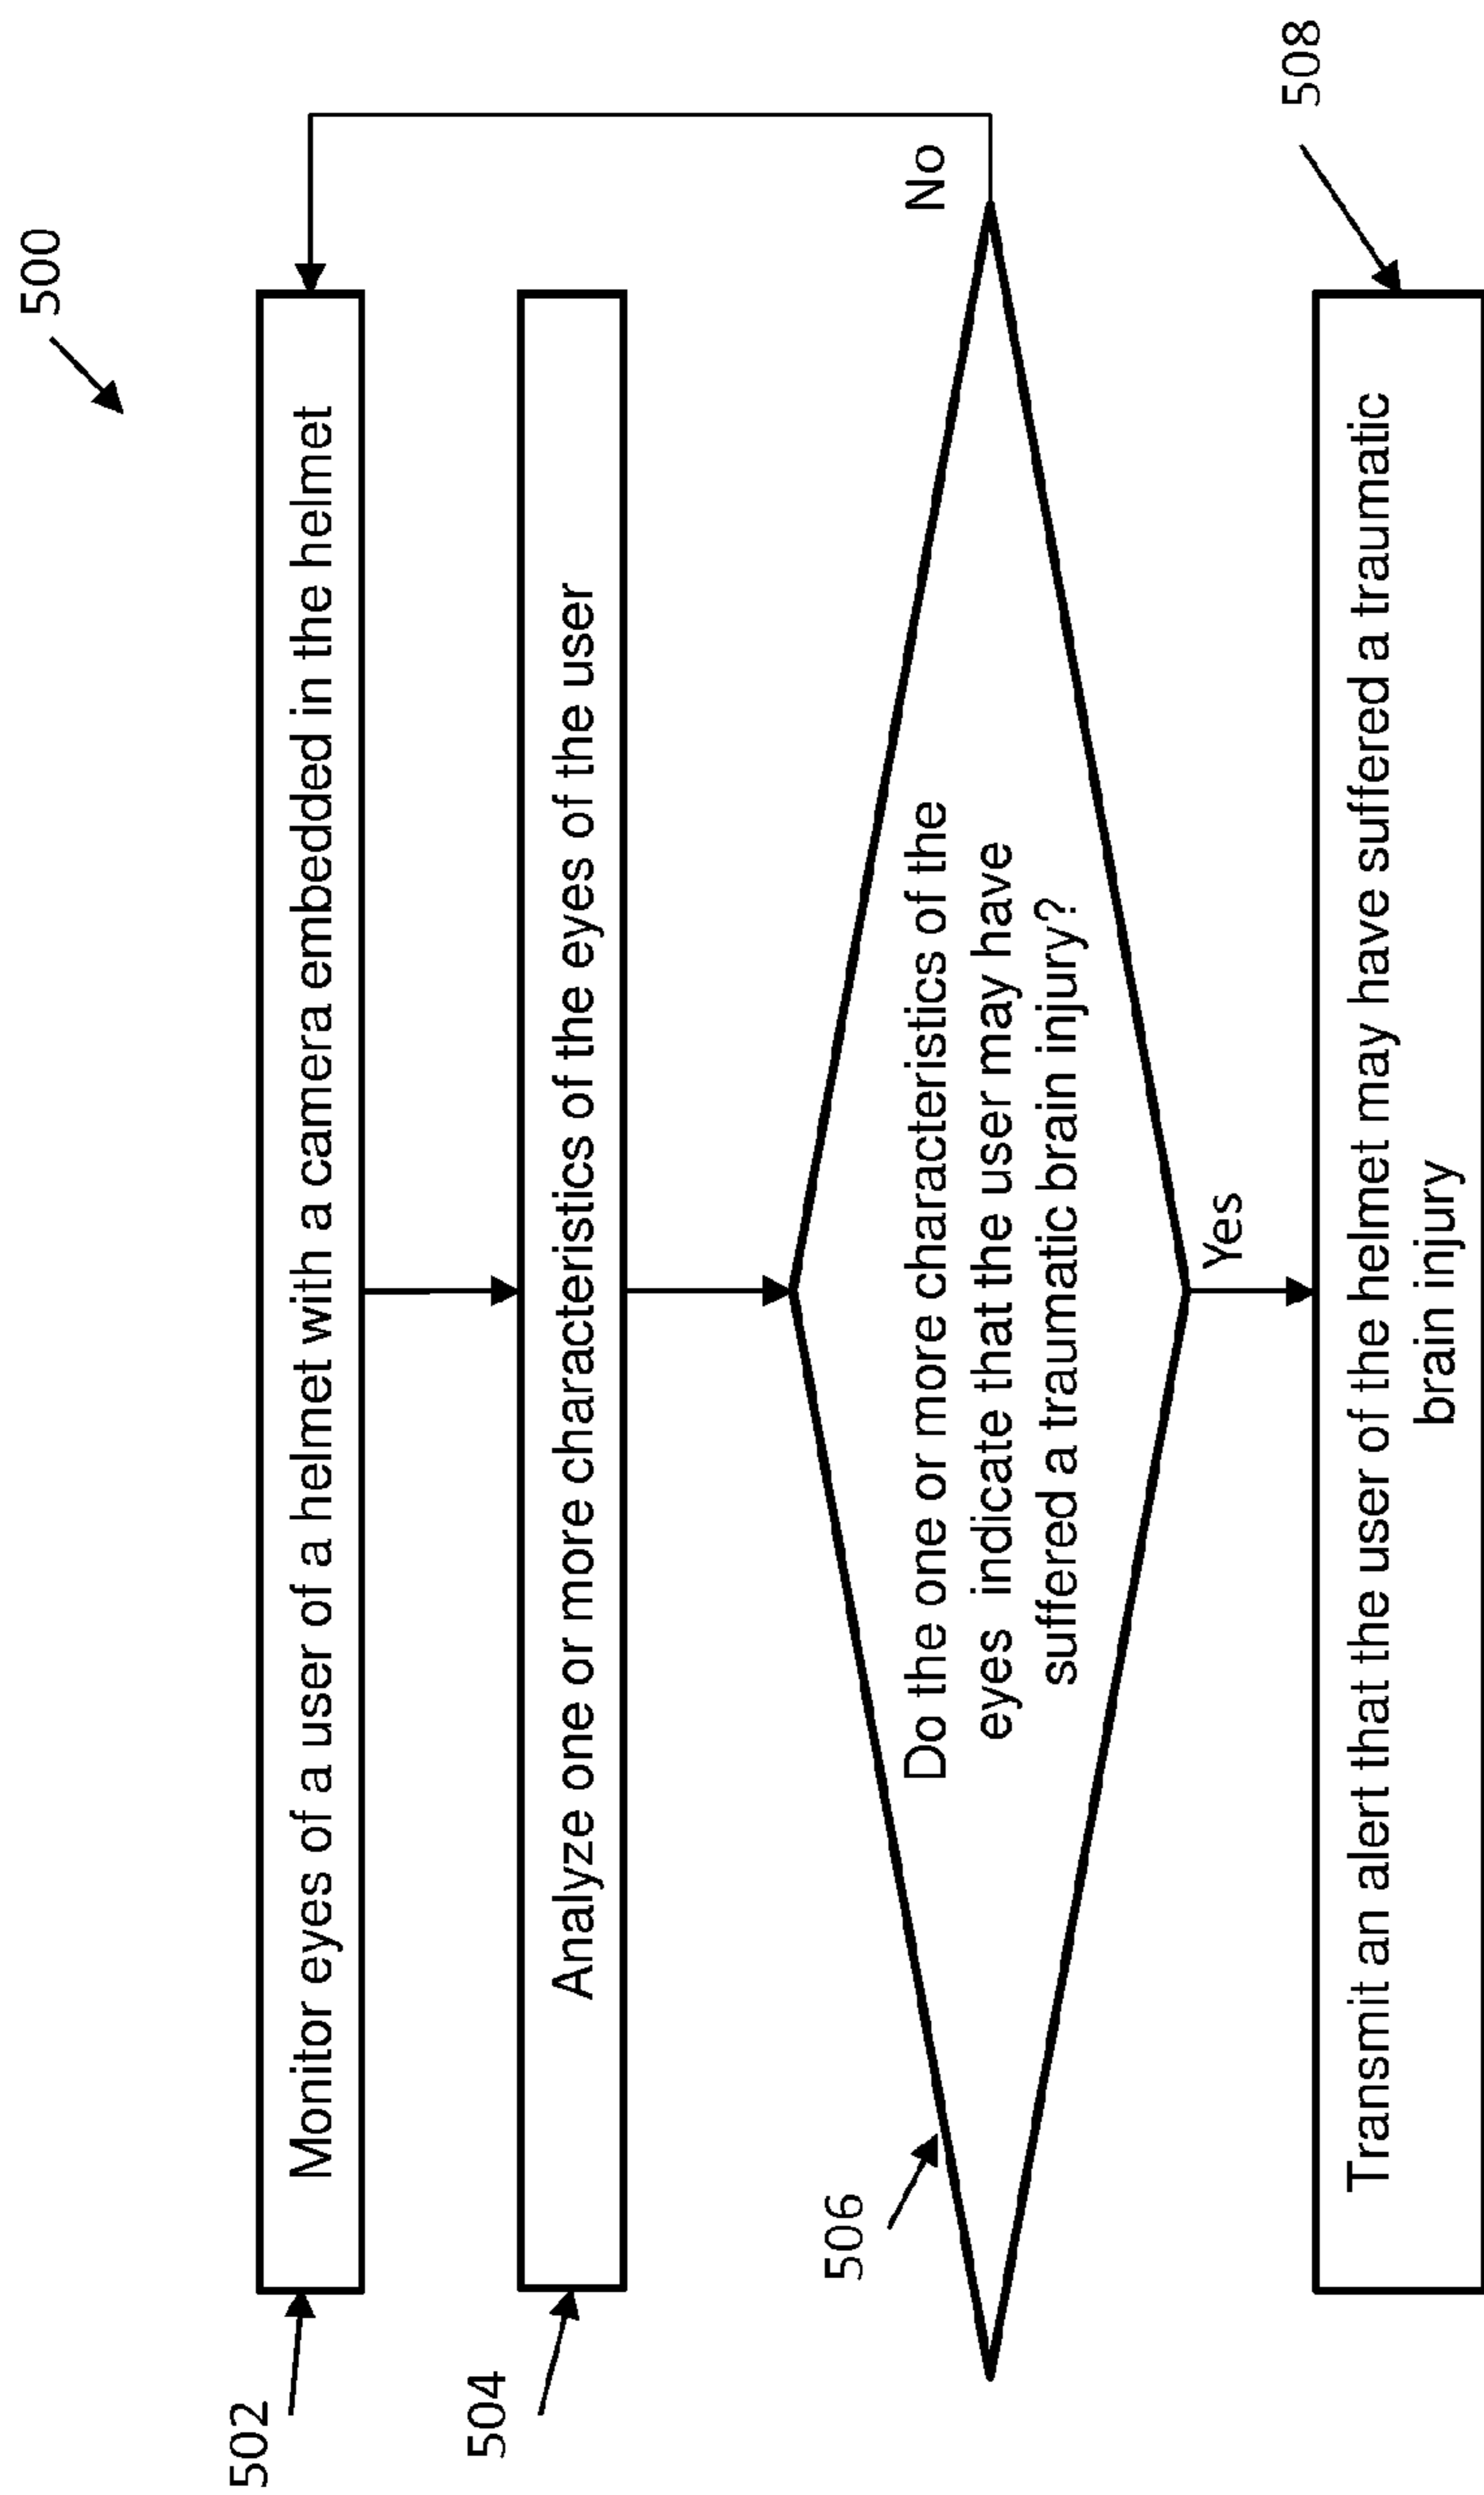 500
502
Monitor eyes of a user of a helmet with a camera embedded in the helmet
504
Analyze one or more characteristics of the eyes of the user
506
Do the one or more characteristics of the
eyes indicate that the user may have
suffered a traumatic brain injury?
No
Yes
508
Transmit an alert that the user of the helmet may have suffered a traumatic
brain injury